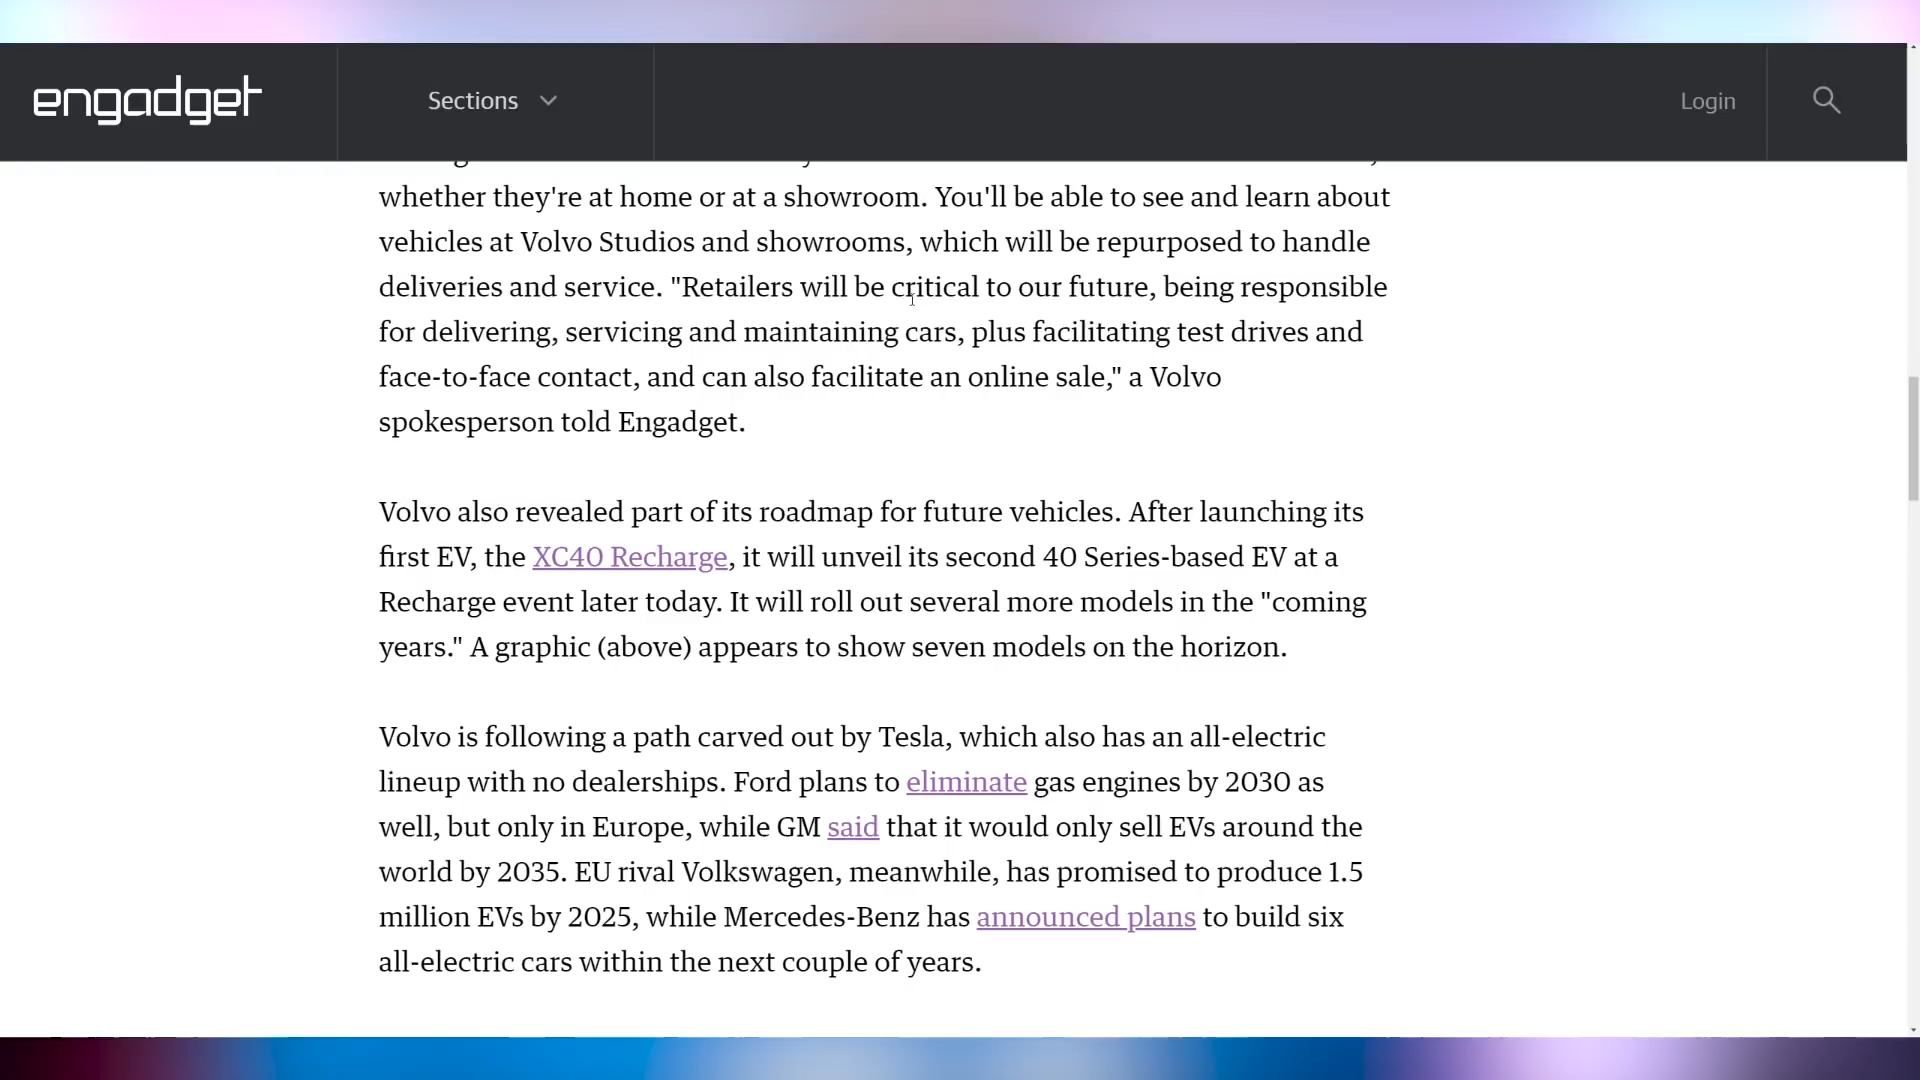 engadget
Sections
Login
whether they're at home or at a showroom. You'll be able to see and learn about
vehicles at Volvo Studios and showrooms, which will be repurposed to handle
deliveries and service. "Retailers will be critical to our future, being responsible
for delivering, servicing and maintaining cars, plus facilitating test drives and
face-to-face contact, and can also facilitate an online sale," a Volvo
spokesperson told Engadget.
Volvo also revealed part of its roadmap for future vehicles. After launching its
first EV, the XC40 Recharge, it will unveil its second 40 Series-based EV at a
Recharge event later today. It will roll out several more models in the "coming
years." A graphic (above) appears to show seven models on the horizon.
Volvo is following a path carved out by Tesla, which also has an all-electric
lineup with no dealerships. Ford plans to eliminate gas engines by 2030 as
well, but only in Europe, while GM said that it would only sell EVs around the
world by 2035. EU rival Volkswagen, meanwhile, has promised to produce 1.5
million EVs by 2025, while Mercedes-Benz has announced plans to build six
all-electric cars within the next couple of years.